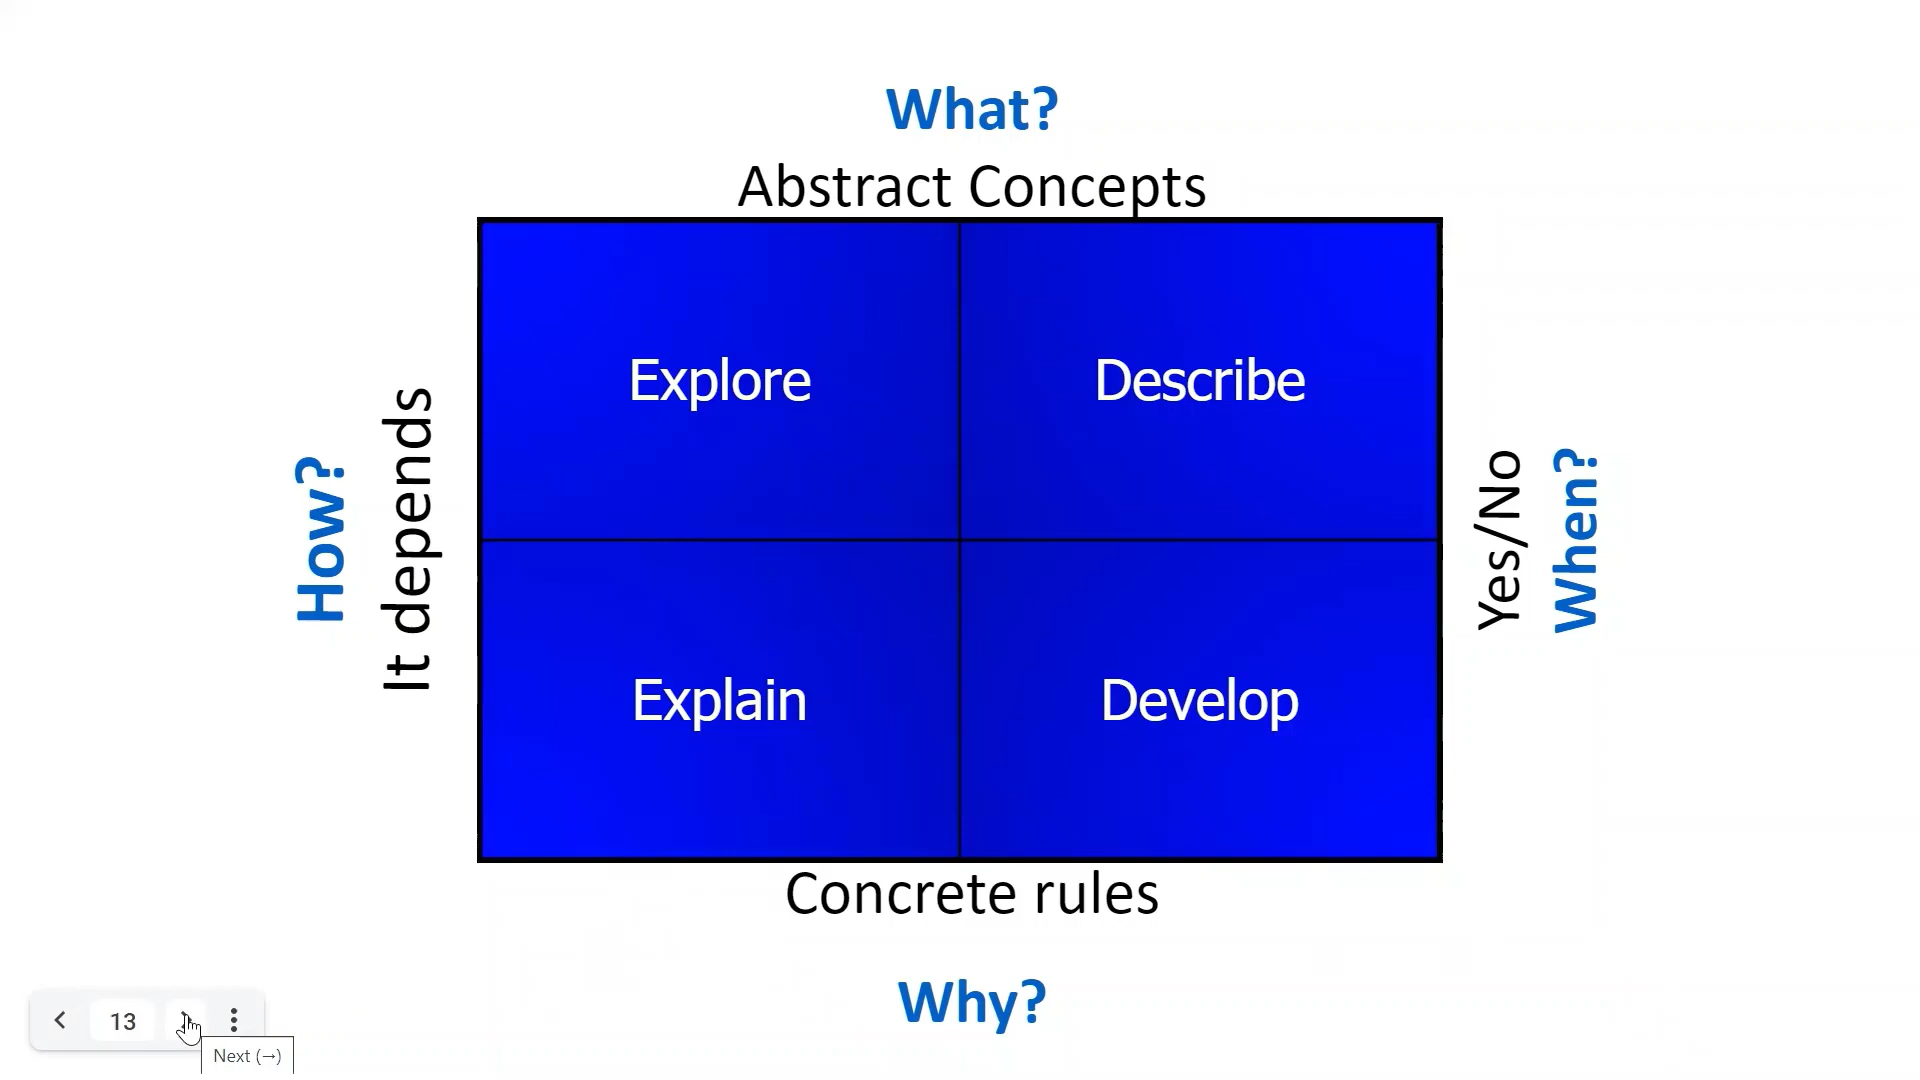 What?
Abstract Concepts
Explore
Describe
How?
It depends
Yes/No
When?
Explain
Develop
Concrete rules
Why?
13
Next (→)